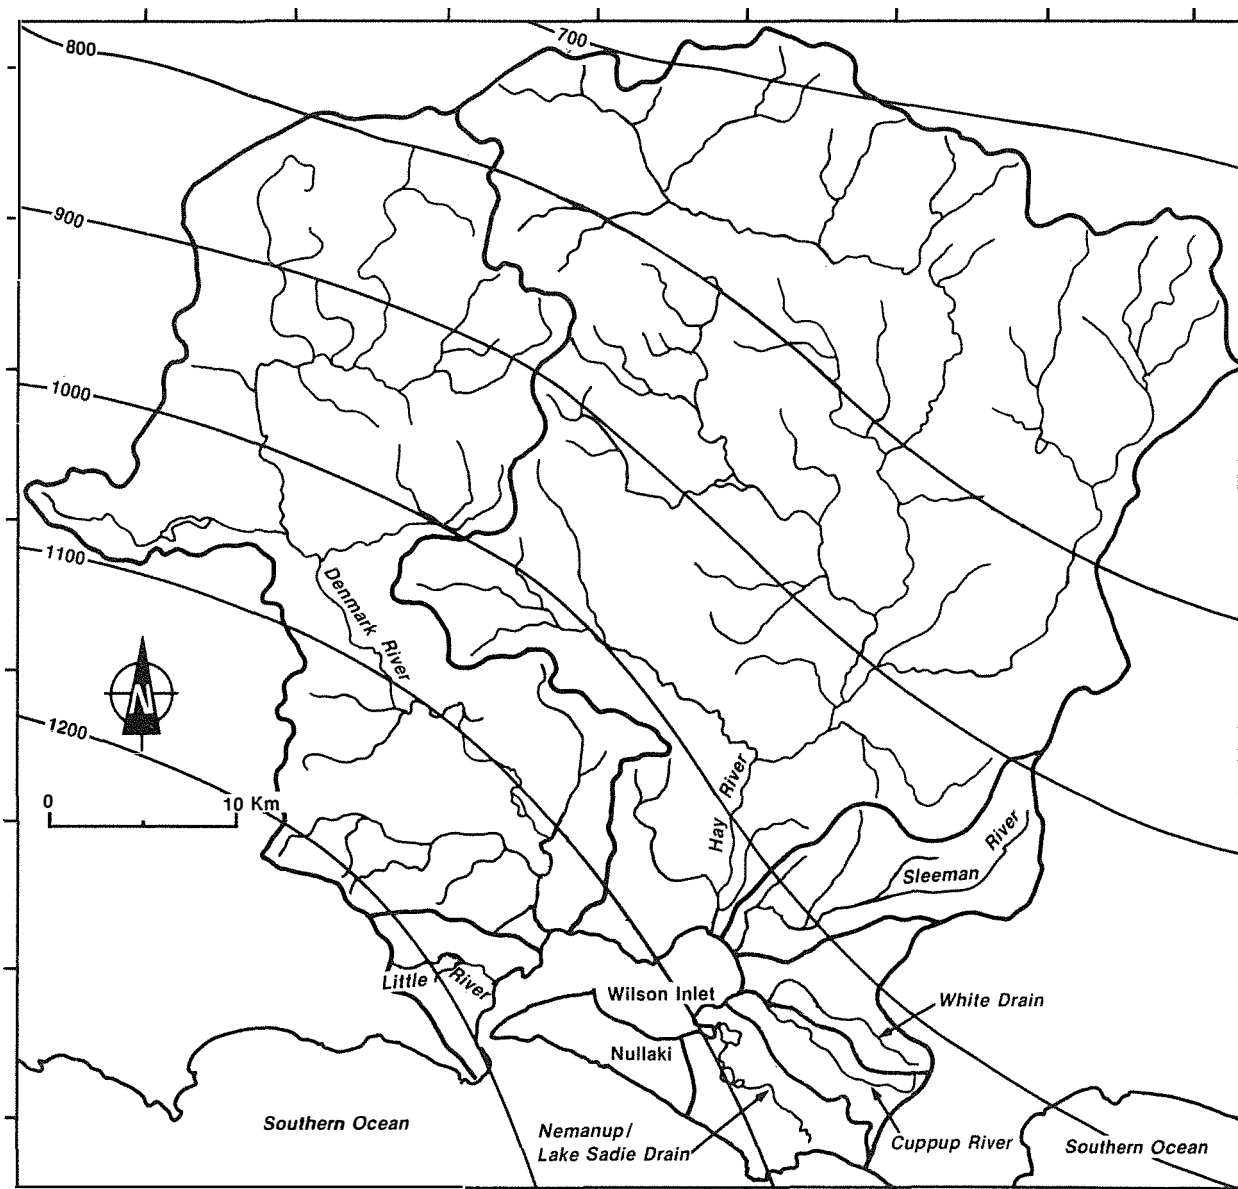 700
800
900
1000
1100
Denmark River
N
1200
0 10 Km
Hay River
Sleeman River
Little River
Wilson Inlet
White Drain
Nullaki
Southern Ocean
Nemanup/
Lake Sadie Drain
Cuppup River
Southern Ocean